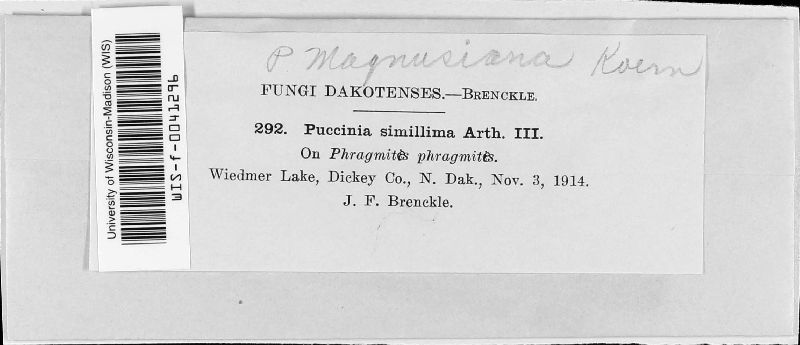 University of Wisconsin-Madison (WIS)
WIS-f-0041296
P Magnusiana Koern
FUNGI DAKOTENSES.—BRENCKLE.
292. Puccinia simillima Arth. III.
On Phragmites phragmites.
Wiedmer Lake, Dickey Co., N. Dak., Nov. 3, 1914.
J. F. Brenckle.